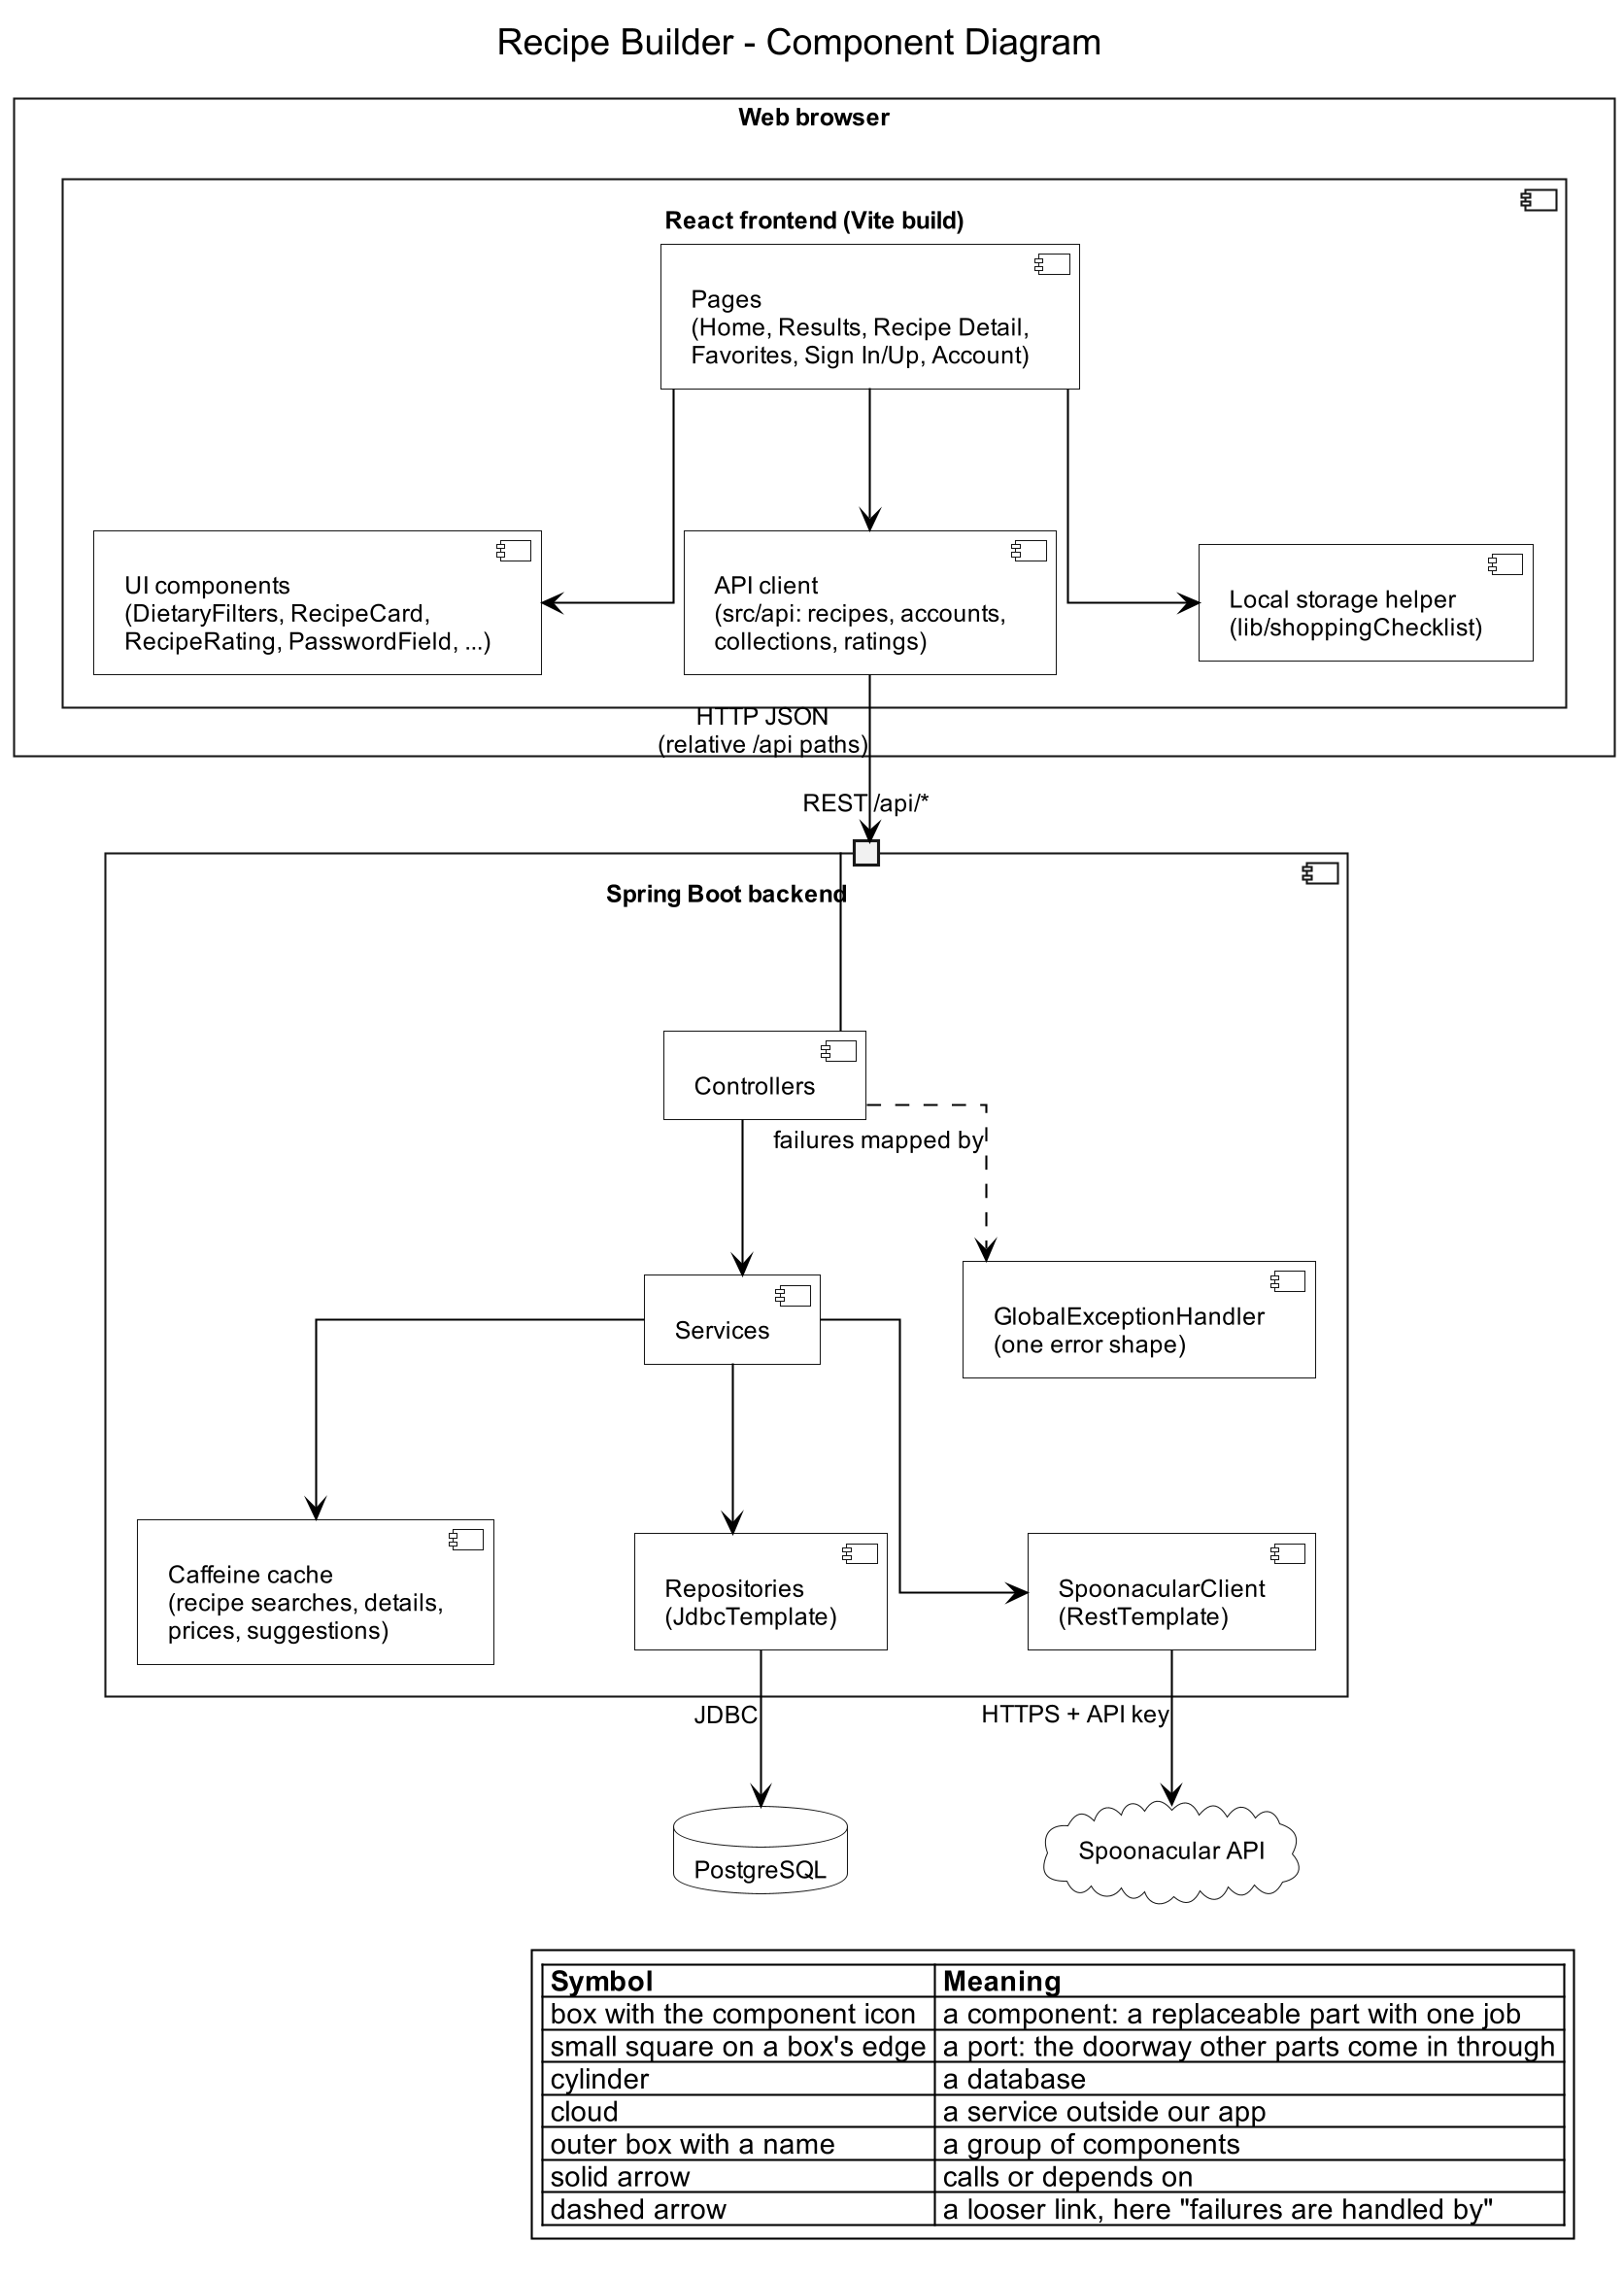 Recipe Builder - Component Diagram
Web browser
React frontend (Vite build)
Pages
(Home, Results, Recipe Detail,
Favorites, Sign In/Up, Account)
UI components
(DietaryFilters, RecipeCard,
RecipeRating, PasswordField, ...)
API client
(src/api: recipes, accounts,
collections, ratings)
Local storage helper
(lib/shoppingChecklist)
HTTP JSON
(relative /api paths)
REST /api/*
Spring Boot backend
Controllers
failures mapped by
Services
GlobalExceptionHandler
(one error shape)
Caffeine cache
(recipe searches, details,
prices, suggestions)
Repositories
(JdbcTemplate)
SpoonacularClient
(RestTemplate)
JDBC
HTTPS + API key
PostgreSQL
Spoonacular API
Symbol Meaning
box with the component icon a component: a replaceable part with one job
small square on a box's edge a port: the doorway other parts come in through
cylinder a database
cloud a service outside our app
outer box with a name a group of components
solid arrow calls or depends on
dashed arrow a looser link, here "failures are handled by"